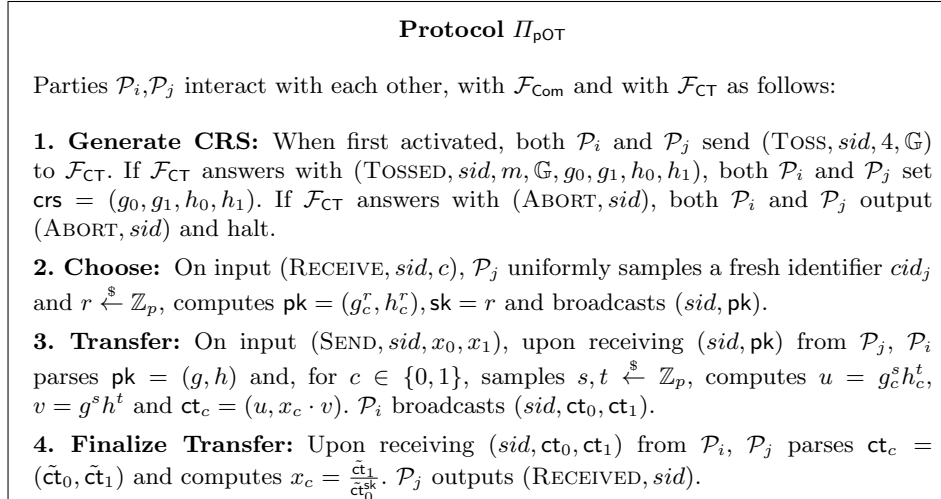 Protocol Π_pOT
Parties 𝒫_i,𝒫_j interact with each other, with ℱ_Com and with ℱ_CT as follows:
1. Generate CRS: When first activated, both 𝒫_i and 𝒫_j send (TOSS, sid, 4, 𝔾)
to ℱ_CT. If ℱ_CT answers with (TOSSED, sid, m, 𝔾, g_0, g_1, h_0, h_1), both 𝒫_i and 𝒫_j set
crs = (g_0, g_1, h_0, h_1). If ℱ_CT answers with (ABORT, sid), both 𝒫_i and 𝒫_j output
(ABORT, sid) and halt.
2. Choose: On input (RECEIVE, sid, c), 𝒫_j uniformly samples a fresh identifier cid_j
and r ←^$ ℤ_p, computes pk = (g_c^r, h_c^r), sk = r and broadcasts (sid, pk).
3. Transfer: On input (SEND, sid, x_0, x_1), upon receiving (sid, pk) from 𝒫_j, 𝒫_i
parses pk = (g, h) and, for c ∈ {0, 1}, samples s, t ←^$ ℤ_p, computes u = g_c^s h_c^t,
v = g^s h^t and ct_c = (u, x_c · v). 𝒫_i broadcasts (sid, ct_0, ct_1).
4. Finalize Transfer: Upon receiving (sid, ct_0, ct_1) from 𝒫_i, 𝒫_j parses ct_c =
(c̃t_0, c̃t_1) and computes x_c = c̃t_1 / c̃t_0^sk. 𝒫_j outputs (RECEIVED, sid).